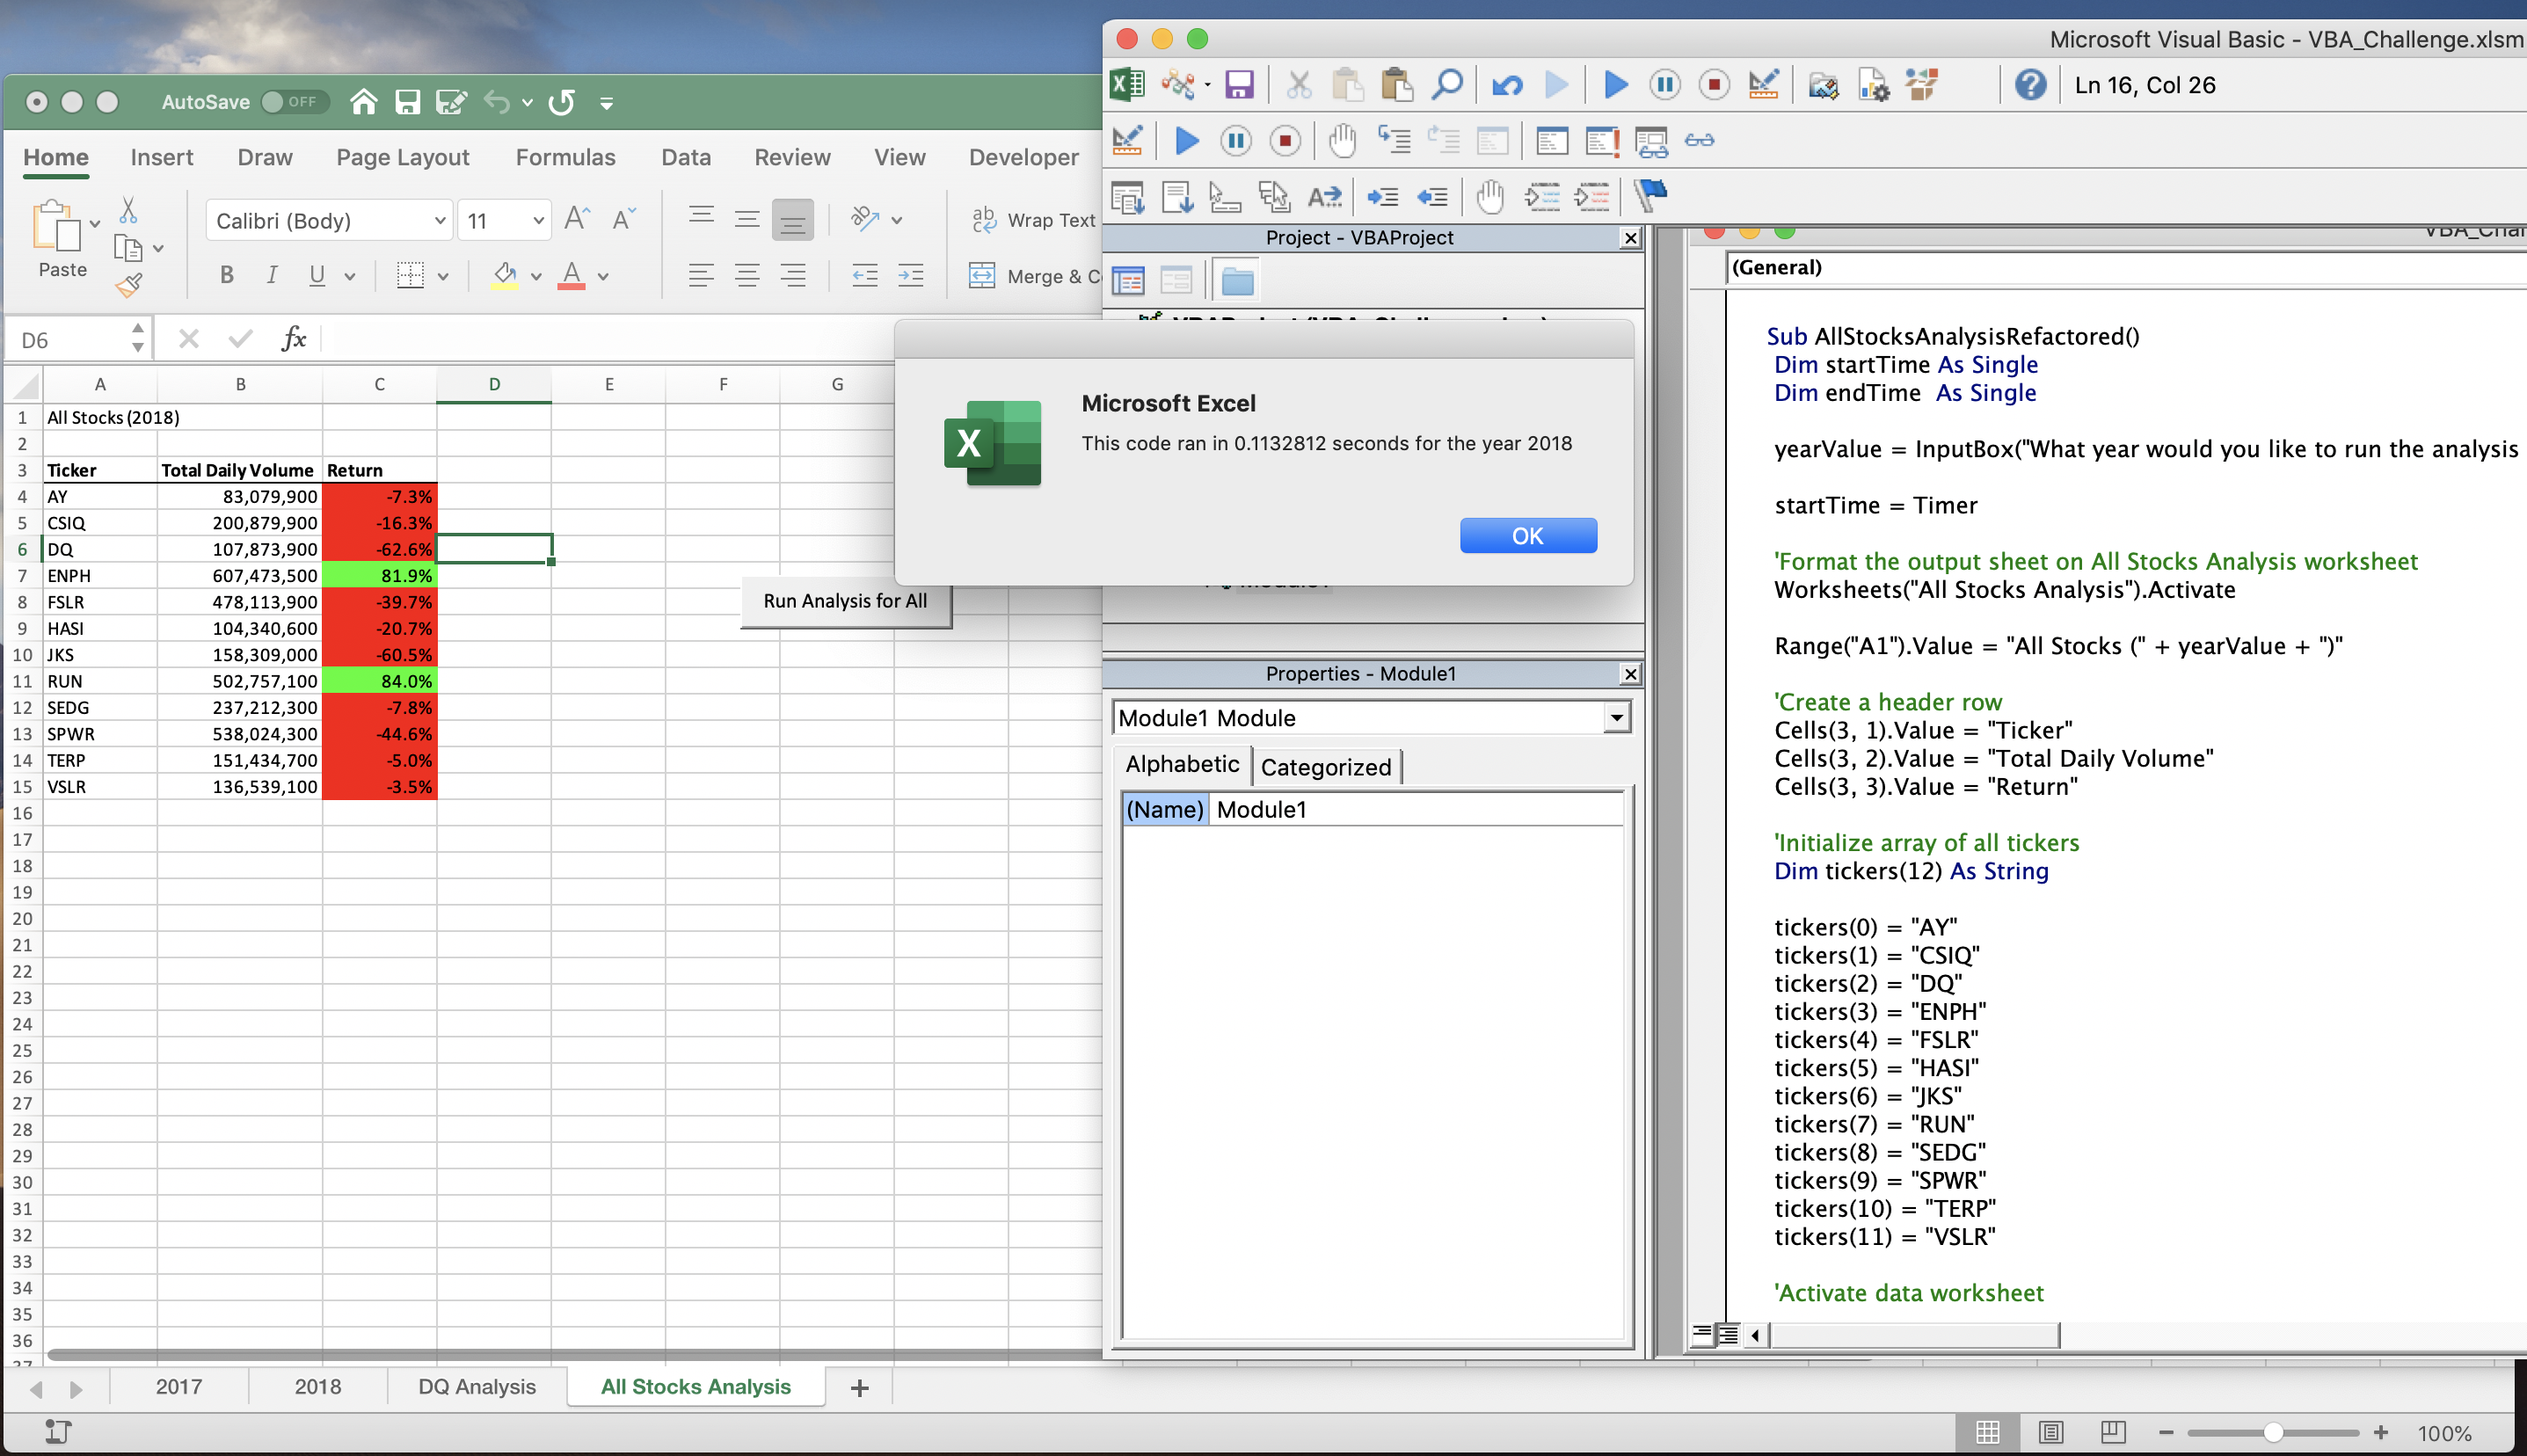 AutoSave OFF
Home Insert Draw Page Layout Formulas Data Review View Developer
Paste
Calibri (Body) 11
Wrap Text
B I U
Merge &
D6
fx
A B C D E F G
1 All Stocks (2018)
2
3 Ticker Total Daily Volume Return
4 AY 83,079,900 -7.3%
5 CSIQ 200,879,900 -16.3%
6 DQ 107,873,900 -62.6%
7 ENPH 607,473,500 81.9%
8 FSLR 478,113,900 -39.7%
9 HASI 104,340,600 -20.7%
10 JKS 158,309,000 -60.5%
11 RUN 502,757,100 84.0%
12 SEDG 237,212,300 -7.8%
13 SPWR 538,024,300 -44.6%
14 TERP 151,434,700 -5.0%
15 VSLR 136,539,100 -3.5%
16
17
18
19
20
21
22
23
24
25
26
27
28
29
30
31
32
33
34
35
36
37
Run Analysis for All
2017 2018 DQ Analysis All Stocks Analysis +
100%
Microsoft Excel
This code ran in 0.1132812 seconds for the year 2018
OK
Microsoft Visual Basic - VBA_Challenge.xlsm
Ln 16, Col 26
Project - VBAProject
Properties - Module1
Module1 Module
Alphabetic Categorized
(Name) Module1
(General)
Sub AllStocksAnalysisRefactored()
Dim startTime As Single
Dim endTime  As Single
yearValue = InputBox("What year would you like to run the analysis
startTime = Timer
'Format the output sheet on All Stocks Analysis worksheet
Worksheets("All Stocks Analysis").Activate
Range("A1").Value = "All Stocks (" + yearValue + ")"
'Create a header row
Cells(3, 1).Value = "Ticker"
Cells(3, 2).Value = "Total Daily Volume"
Cells(3, 3).Value = "Return"
'Initialize array of all tickers
Dim tickers(12) As String
tickers(0) = "AY"
tickers(1) = "CSIQ"
tickers(2) = "DQ"
tickers(3) = "ENPH"
tickers(4) = "FSLR"
tickers(5) = "HASI"
tickers(6) = "JKS"
tickers(7) = "RUN"
tickers(8) = "SEDG"
tickers(9) = "SPWR"
tickers(10) = "TERP"
tickers(11) = "VSLR"
'Activate data worksheet